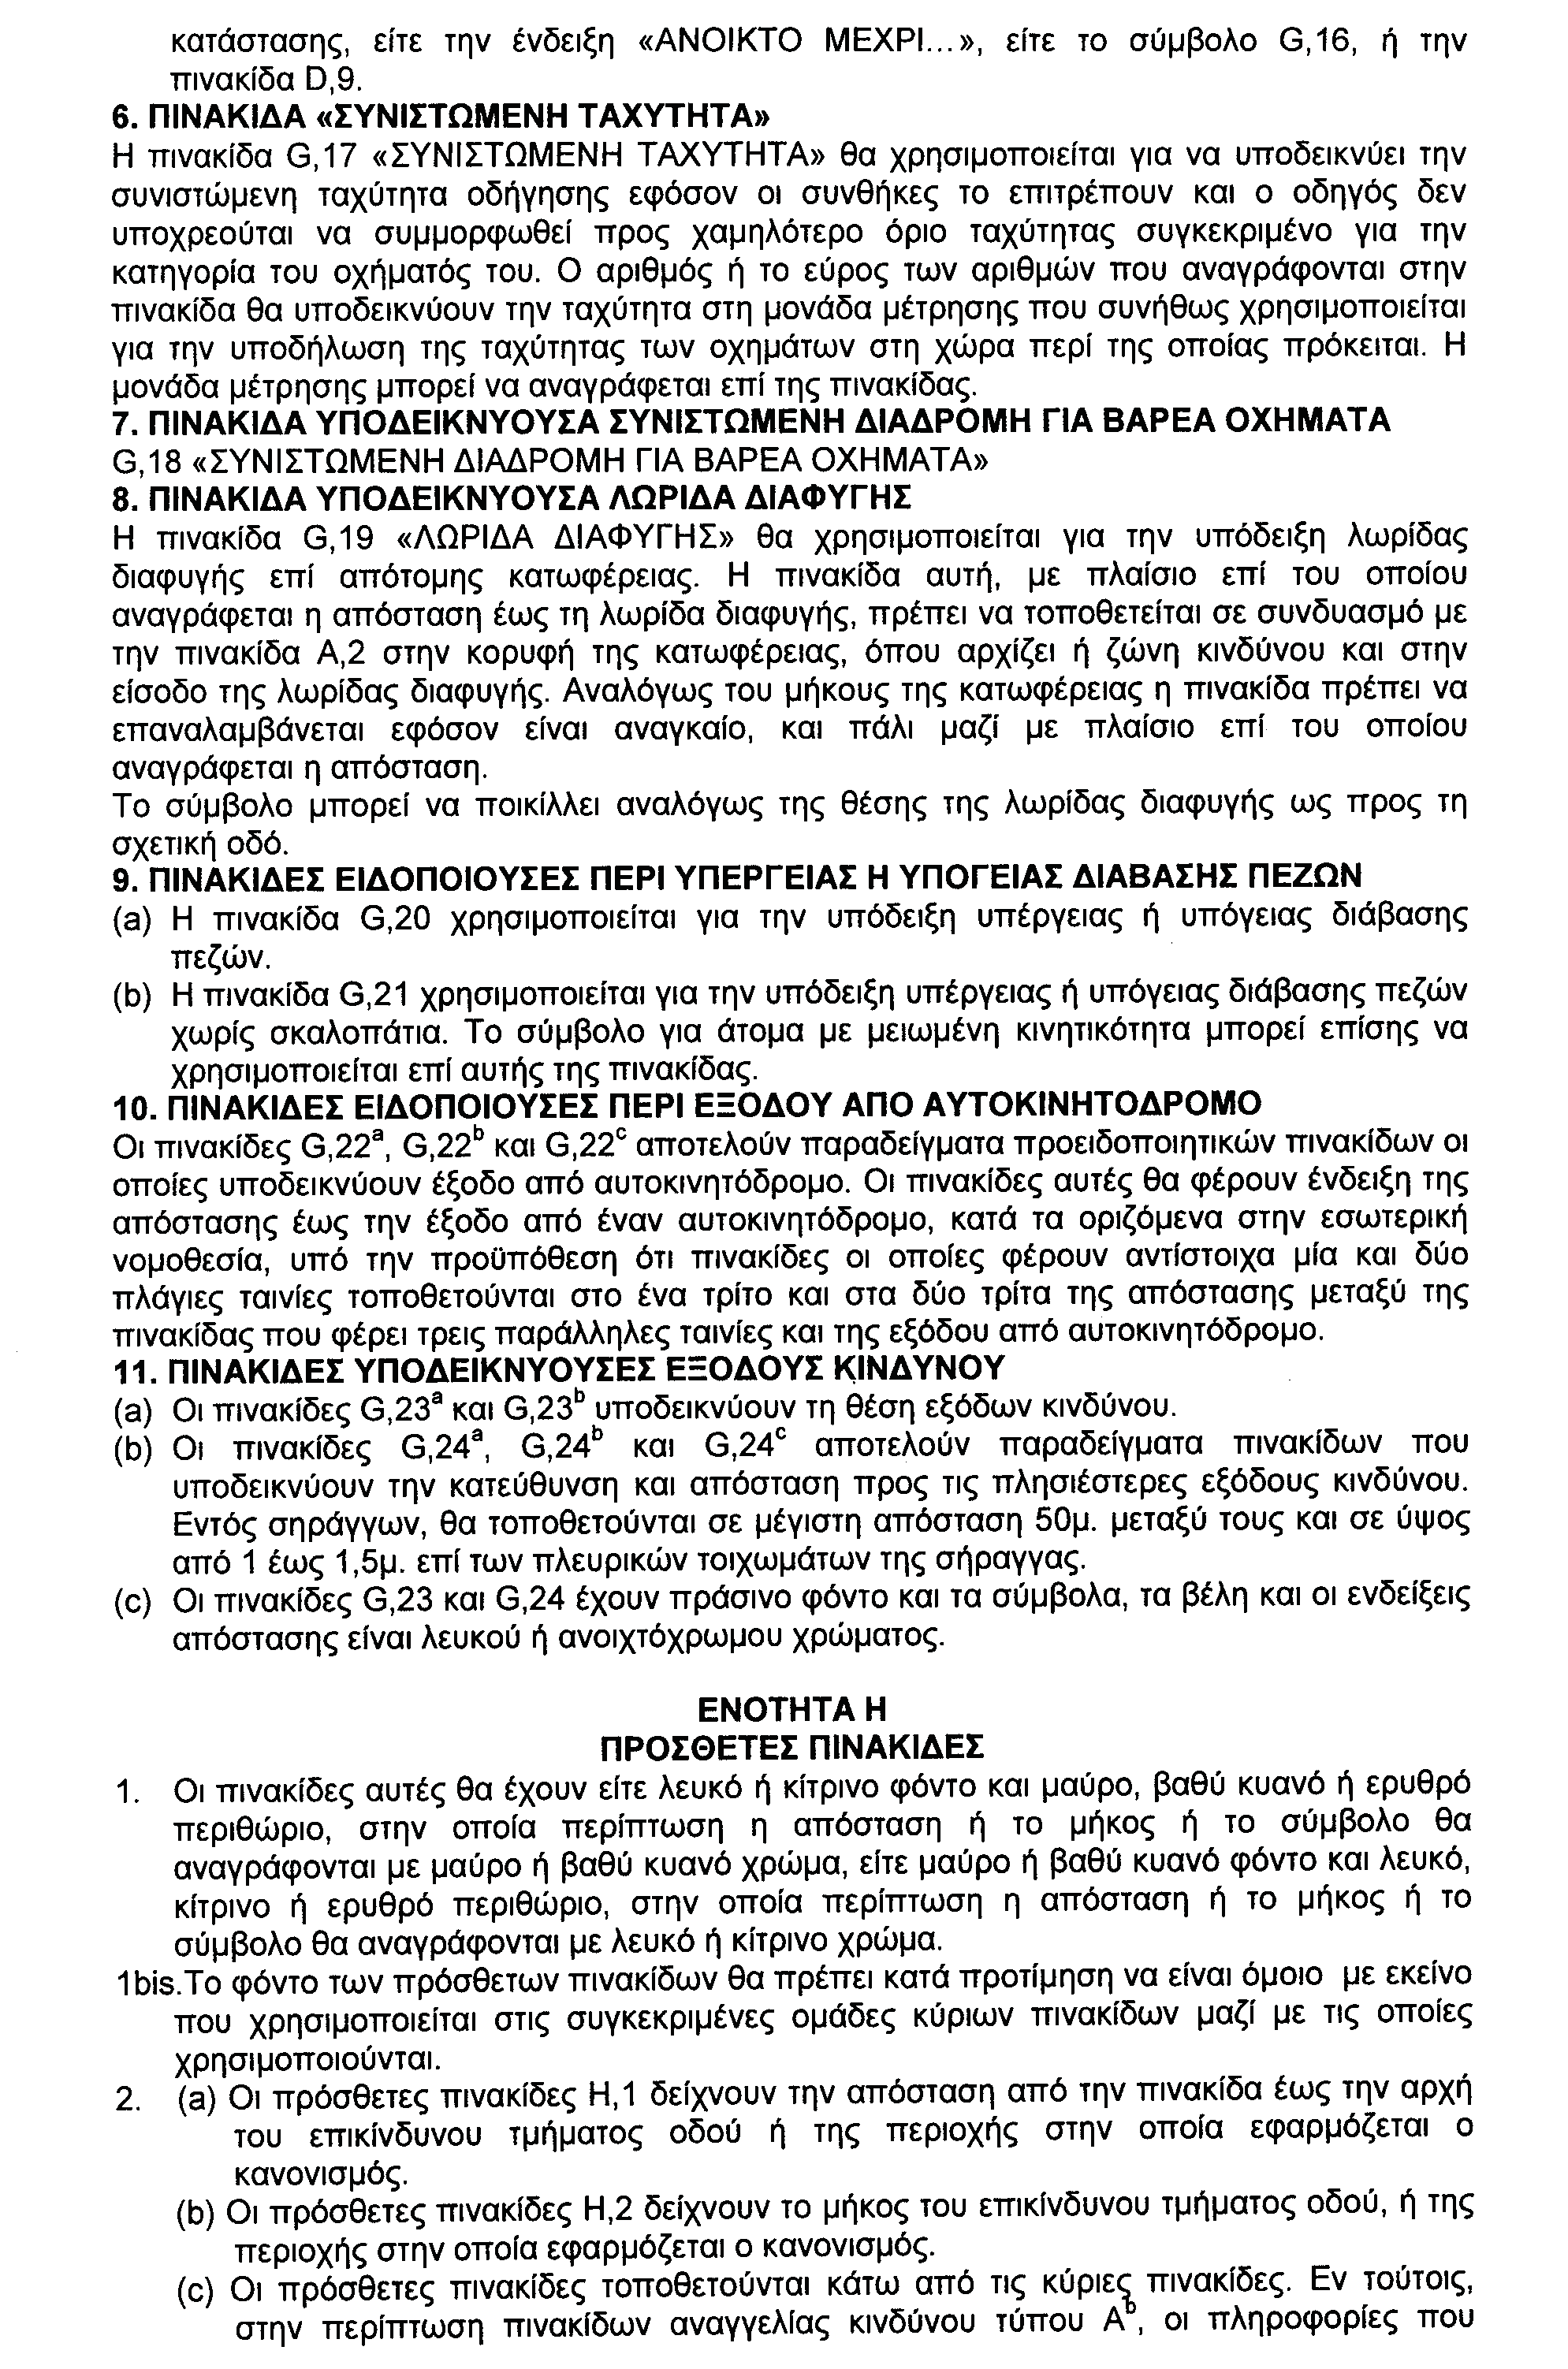 κατάστασης, είτε την ένδειξη «ΑΝΟΙΚΤΟ ΜΕΧΡΙ...», είτε το σύμβολο G,16, ή την
πινακίδα D,9.
6. ΠΙΝΑΚΙΔΑ «ΣΥΝΙΣΤΩΜΕΝΗ ΤΑΧΥΤΗΤΑ»
Η πινακίδα G,17 «ΣΥΝΙΣΤΩΜΕΝΗ ΤΑΧΥΤΗΤΑ» θα χρησιμοποιείται για να υποδεικνύει την
συνιστώμενη ταχύτητα οδήγησης εφόσον οι συνθήκες το επιτρέπουν και ο οδηγός δεν
υποχρεούται να συμμορφωθεί προς χαμηλότερο όριο ταχύτητας συγκεκριμένο για την
κατηγορία του οχήματός του. Ο αριθμός ή το εύρος των αριθμών που αναγράφονται στην
πινακίδα θα υποδεικνύουν την ταχύτητα στη μονάδα μέτρησης που συνήθως χρησιμοποιείται
για την υποδήλωση της ταχύτητας των οχημάτων στη χώρα περί της οποίας πρόκειται. Η
μονάδα μέτρησης μπορεί να αναγράφεται επί της πινακίδας.
7. ΠΙΝΑΚΙΔΑ ΥΠΟΔΕΙΚΝΥΟΥΣΑ ΣΥΝΙΣΤΩΜΕΝΗ ΔΙΑΔΡΟΜΗ ΓΙΑ ΒΑΡΕΑ ΟΧΗΜΑΤΑ
G,18 «ΣΥΝΙΣΤΩΜΕΝΗ ΔΙΑΔΡΟΜΗ ΓΙΑ ΒΑΡΕΑ ΟΧΗΜΑΤΑ»
8. ΠΙΝΑΚΙΔΑ ΥΠΟΔΕΙΚΝΥΟΥΣΑ ΛΩΡΙΔΑ ΔΙΑΦΥΓΗΣ
Η πινακίδα G,19 «ΛΩΡΙΔΑ ΔΙΑΦΥΓΗΣ» θα χρησιμοποιείται για την υπόδειξη λωρίδας
διαφυγής επί απότομης κατωφέρειας. Η πινακίδα αυτή, με πλαίσιο επί του οποίου
αναγράφεται η απόσταση έως τη λωρίδα διαφυγής, πρέπει να τοποθετείται σε συνδυασμό με
την πινακίδα Α,2 στην κορυφή της κατωφέρειας, όπου αρχίζει ή ζώνη κινδύνου και στην
είσοδο της λωρίδας διαφυγής. Αναλόγως του μήκους της κατωφέρειας η πινακίδα πρέπει να
επαναλαμβάνεται εφόσον είναι αναγκαίο, και πάλι μαζί με πλαίσιο επί του οποίου
αναγράφεται η απόσταση.
Το σύμβολο μπορεί να ποικίλλει αναλόγως της θέσης της λωρίδας διαφυγής ως προς τη
σχετική οδό.
9. ΠΙΝΑΚΙΔΕΣ ΕΙΔΟΠΟΙΟΥΣΕΣ ΠΕΡΙ ΥΠΕΡΓΕΙΑΣ Η ΥΠΟΓΕΙΑΣ ΔΙΑΒΑΣΗΣ ΠΕΖΩΝ
(a) Η πινακίδα G,20 χρησιμοποιείται για την υπόδειξη υπέργειας ή υπόγειας διάβασης
πεζών.
(b) Η πινακίδα G,21 χρησιμοποιείται για την υπόδειξη υπέργειας ή υπόγειας διάβασης πεζών
χωρίς σκαλοπάτια. Το σύμβολο για άτομα με μειωμένη κινητικότητα μπορεί επίσης να
χρησιμοποιείται επί αυτής της πινακίδας.
10. ΠΙΝΑΚΙΔΕΣ ΕΙΔΟΠΟΙΟΥΣΕΣ ΠΕΡΙ ΕΞΟΔΟΥ ΑΠΟ ΑΥΤΟΚΙΝΗΤΟΔΡΟΜΟ
Οι πινακίδες G,22ª, G,22ᵇ και G,22ᶜ αποτελούν παραδείγματα προειδοποιητικών πινακίδων οι
οποίες υποδεικνύουν έξοδο από αυτοκινητόδρομο. Οι πινακίδες αυτές θα φέρουν ένδειξη της
απόστασης έως την έξοδο από έναν αυτοκινητόδρομο, κατά τα οριζόμενα στην εσωτερική
νομοθεσία, υπό την προϋπόθεση ότι πινακίδες οι οποίες φέρουν αντίστοιχα μία και δύο
πλάγιες ταινίες τοποθετούνται στο ένα τρίτο και στα δύο τρίτα της απόστασης μεταξύ της
πινακίδας που φέρει τρεις παράλληλες ταινίες και της εξόδου από αυτοκινητόδρομο.
11. ΠΙΝΑΚΙΔΕΣ ΥΠΟΔΕΙΚΝΥΟΥΣΕΣ ΕΞΟΔΟΥΣ ΚΙΝΔΥΝΟΥ
(a) Οι πινακίδες G,23ª και G,23ᵇ υποδεικνύουν τη θέση εξόδων κινδύνου.
(b) Οι πινακίδες G,24ª, G,24ᵇ και G,24ᶜ αποτελούν παραδείγματα πινακίδων που
υποδεικνύουν την κατεύθυνση και απόσταση προς τις πλησιέστερες εξόδους κινδύνου.
Εντός σηράγγων, θα τοποθετούνται σε μέγιστη απόσταση 50μ. μεταξύ τους και σε ύψος
από 1 έως 1,5μ. επί των πλευρικών τοιχωμάτων της σήραγγας.
(c) Οι πινακίδες G,23 και G,24 έχουν πράσινο φόντο και τα σύμβολα, τα βέλη και οι ενδείξεις
απόστασης είναι λευκού ή ανοιχτόχρωμου χρώματος.
ΕΝΟΤΗΤΑ Η
ΠΡΟΣΘΕΤΕΣ ΠΙΝΑΚΙΔΕΣ
1. Οι πινακίδες αυτές θα έχουν είτε λευκό ή κίτρινο φόντο και μαύρο, βαθύ κυανό ή ερυθρό
περιθώριο, στην οποία περίπτωση η απόσταση ή το μήκος ή το σύμβολο θα
αναγράφονται με μαύρο ή βαθύ κυανό χρώμα, είτε μαύρο ή βαθύ κυανό φόντο και λευκό,
κίτρινο ή ερυθρό περιθώριο, στην οποία περίπτωση η απόσταση ή το μήκος ή το
σύμβολο θα αναγράφονται με λευκό ή κίτρινο χρώμα.
1bis.Το φόντο των πρόσθετων πινακίδων θα πρέπει κατά προτίμηση να είναι όμοιο με εκείνο
που χρησιμοποιείται στις συγκεκριμένες ομάδες κύριων πινακίδων μαζί με τις οποίες
χρησιμοποιούνται.
2. (a) Οι πρόσθετες πινακίδες Η,1 δείχνουν την απόσταση από την πινακίδα έως την αρχή
του επικίνδυνου τμήματος οδού ή της περιοχής στην οποία εφαρμόζεται ο
κανονισμός.
(b) Οι πρόσθετες πινακίδες Η,2 δείχνουν το μήκος του επικίνδυνου τμήματος οδού, ή της
περιοχής στην οποία εφαρμόζεται ο κανονισμός.
(c) Οι πρόσθετες πινακίδες τοποθετούνται κάτω από τις κύριες πινακίδες. Εν τούτοις,
στην περίπτωση πινακίδων αναγγελίας κινδύνου τύπου Αᵇ, οι πληροφορίες που